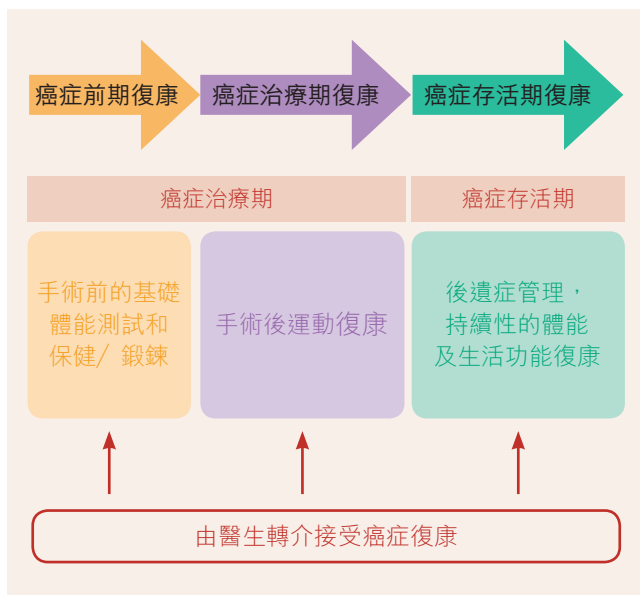 癌症前期復康
癌症治療期復康
癌症存活期復康
癌症治療期
癌症存活期
手術前的基礎
體能測試和
保健/ 鍛鍊
手術後運動復康
後遺症管理，
持續性的體能
及生活功能復康
由醫生轉介接受癌症復康